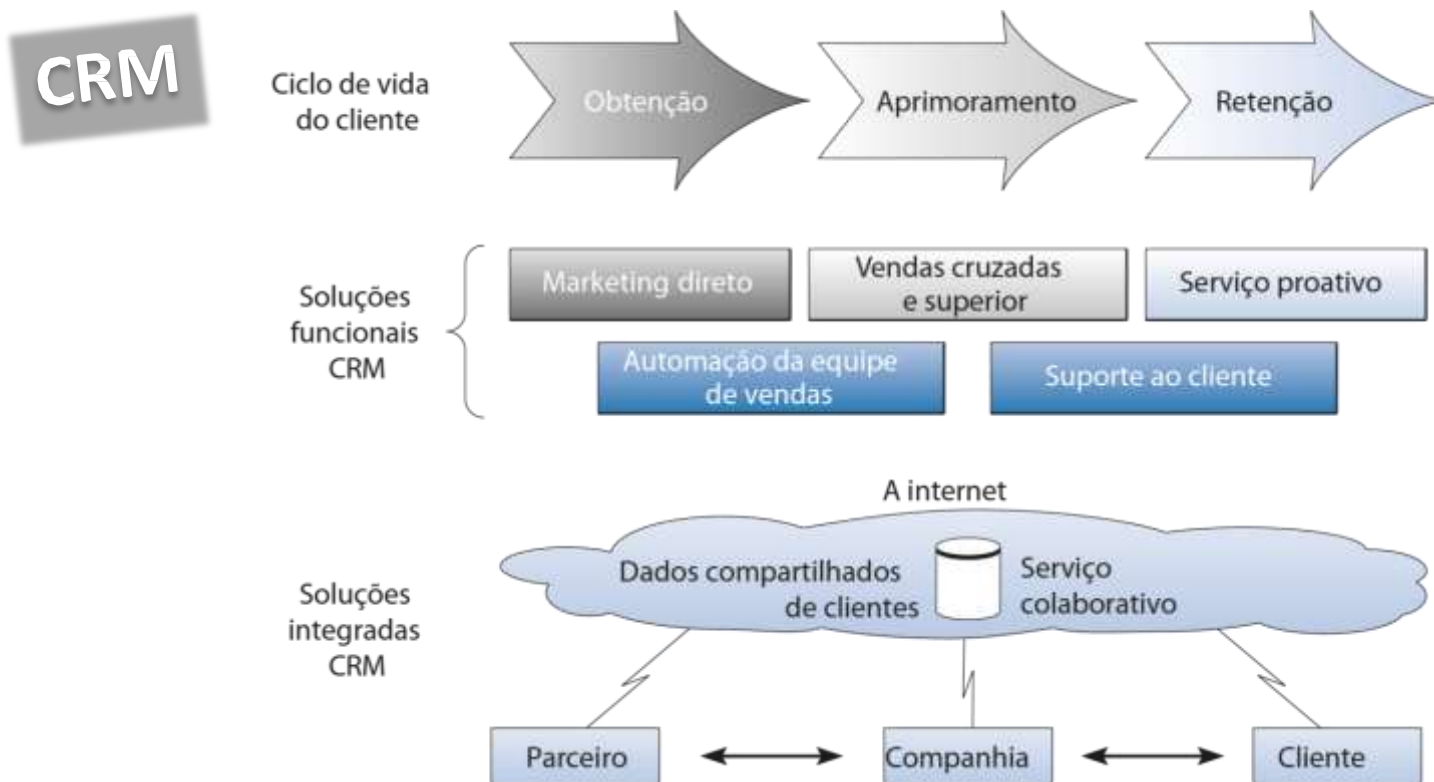 CRM
Ciclo de vida
do cliente
Obtenção
Aprimoramento
Retenção
Soluções
funcionais
CRM
Marketing direto
Vendas cruzadas
e superior
Serviço proativo
Automação da equipe
de vendas
Suporte ao cliente
Soluções
integradas
CRM
A internet
Dados compartilhados
de clientes
Serviço
colaborativo
Parceiro
Companhia
Cliente